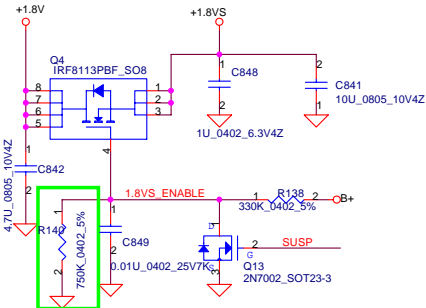 +1.8V
+1.8VS
Q4
IRF8113PBF_SO8
8
7
6
5
1
2
3
4
1
2
C848
1U_0402_6.3V4Z
2
1
C841
10U_0805_10V4Z
1
2
C842
4.7U_0805_10V4Z
1.8VS_ENABLE
1
R138
2
B+
330K_0402_5%
1
R140
2
750K_0402_5%
1
2
C849
0.01U_0402_25V7K
1
D
S
G
3
2
SUSP
Q13
2N7002_SOT23-3